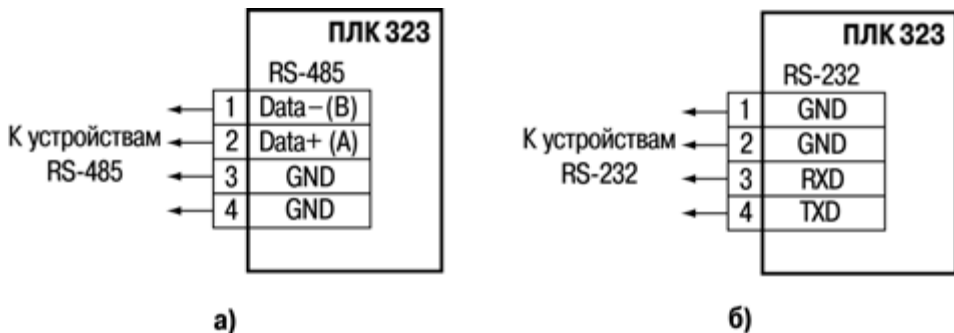 ПЛК 323
RS-485
1 Data–(B)
2 Data+ (A)
3 GND
4 GND
К устройствам
RS-485
а)
ПЛК 323
RS-232
1 GND
2 GND
3 RXD
4 TXD
К устройствам
RS-232
б)